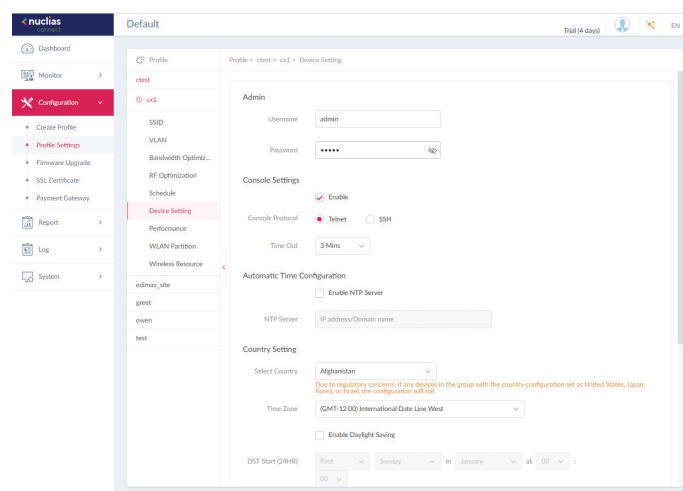 nuclias
connect
Default
Trial (4 days)
EN
Dashboard
Monitor
Configuration
Create Profile
Profile Settings
Firmware Upgrade
SSL Certificate
Payment Gateway
Report
Log
System
Profile
ctest
cx1
SSID
VLAN
Bandwidth Optimiz...
RF Optimization
Schedule
Device Setting
Performance
WLAN Partition
Wireless Resource
edimax_site
greet
owen
test
Profile > ctest > cx1 > Device Setting
Admin
Username admin
Password •••••
Console Settings
Enable
Console Protocol Telnet SSH
Time Out 3 Mins
Automatic Time Configuration
Enable NTP Server
NTP Server IP address/Domain name
Country Setting
Select Country Afghanistan
Due to regulatory concerns, if any devices in the group with the country configuration set as United States, Japan,
Korea, or Israel, the configuration will fail.
Time Zone (GMT-12:00) International Date Line West
Enable Daylight Saving
DST Start (24HR) First Sunday in January at 00 :
00